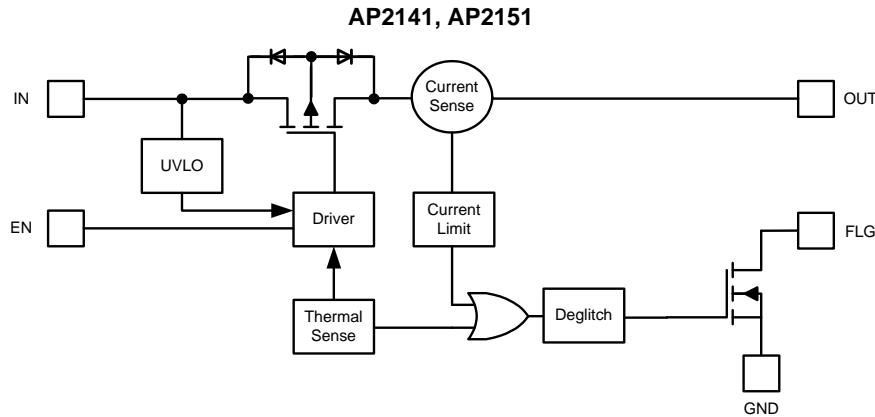 AP2141, AP2151
IN
Current
Sense
OUT
UVLO
EN
Driver
Current
Limit
FLG
Thermal
Sense
Deglitch
GND